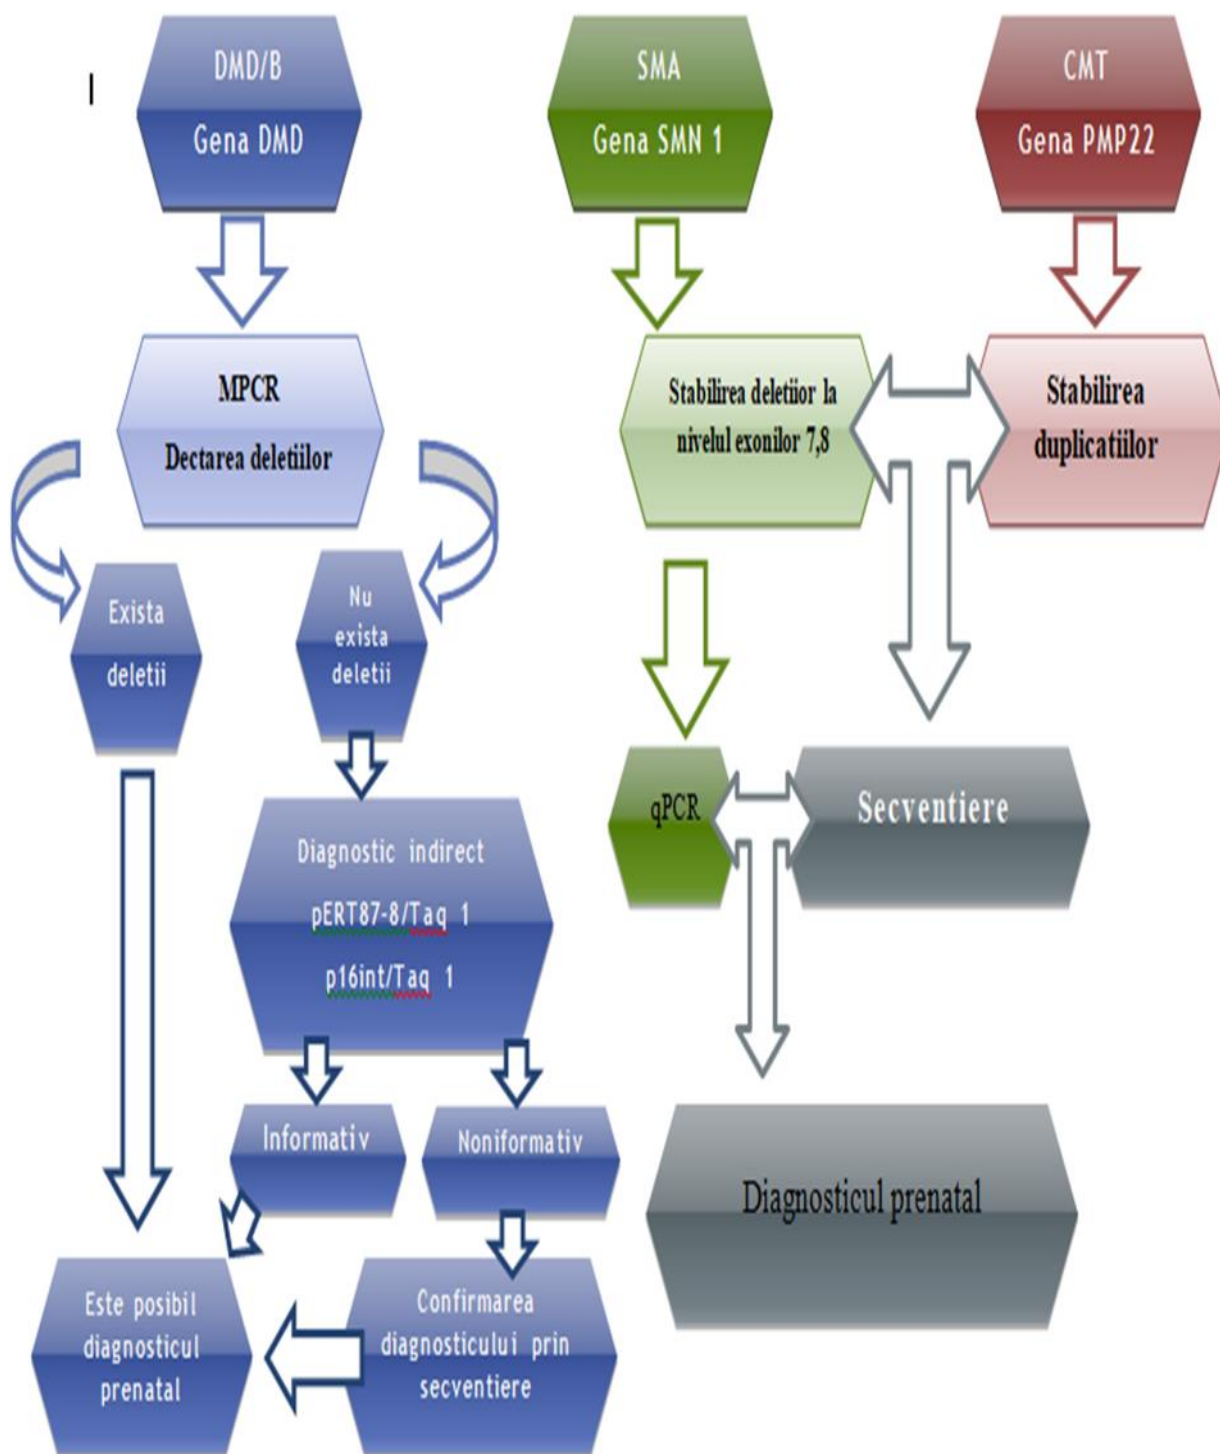 DMD/B
Gena DMD
SMA
Gena SMN 1
CMT
Gena PMP22
MPCR
Dectarea deletiilor
Stabilirea deletiior la
nivelul exonilor 7,8
Stabilirea
duplicatiilor
Exista
deletii
Nu
exista
deletii
Diagnostic indirect
pERT87-8/Taq 1
p16int/Taq 1
qPCR
Secventiere
Informativ
Noniformativ
Diagnosticul prenatal
Este posibil
diagnosticul
prenatal
Confirmarea
diagnosticului prin
secventiere